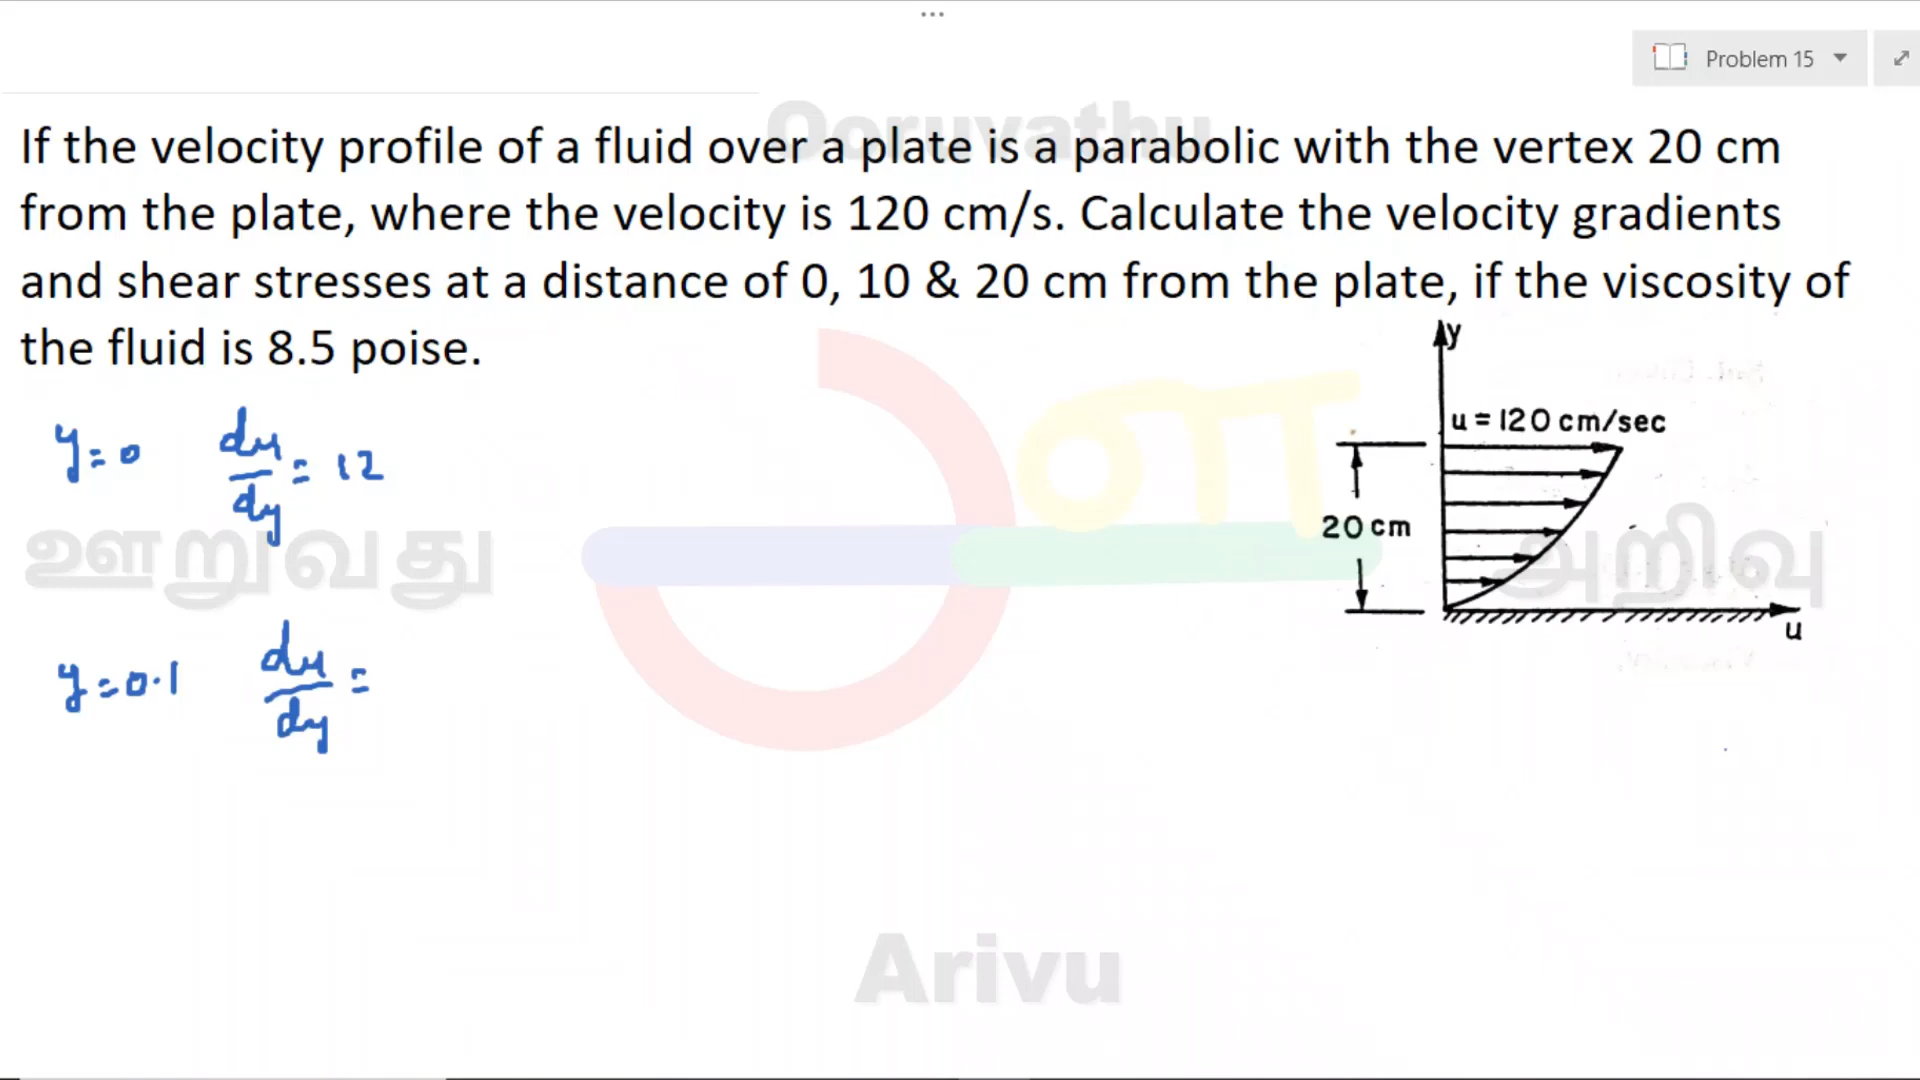 ...
Problem 15
Ooruvathu
If the velocity profile of a fluid over a plate is a parabolic with the vertex 20 cm
from the plate, where the velocity is 120 cm/s. Calculate the velocity gradients
and shear stresses at a distance of 0, 10 & 20 cm from the plate, if the viscosity of
the fluid is 8.5 poise.
y
u = 120 cm/sec
20 cm
u
y = 0 du/dy = 12
ஊறுவது
ண
அறிவு
y = 0.1 du/dy =
Arivu